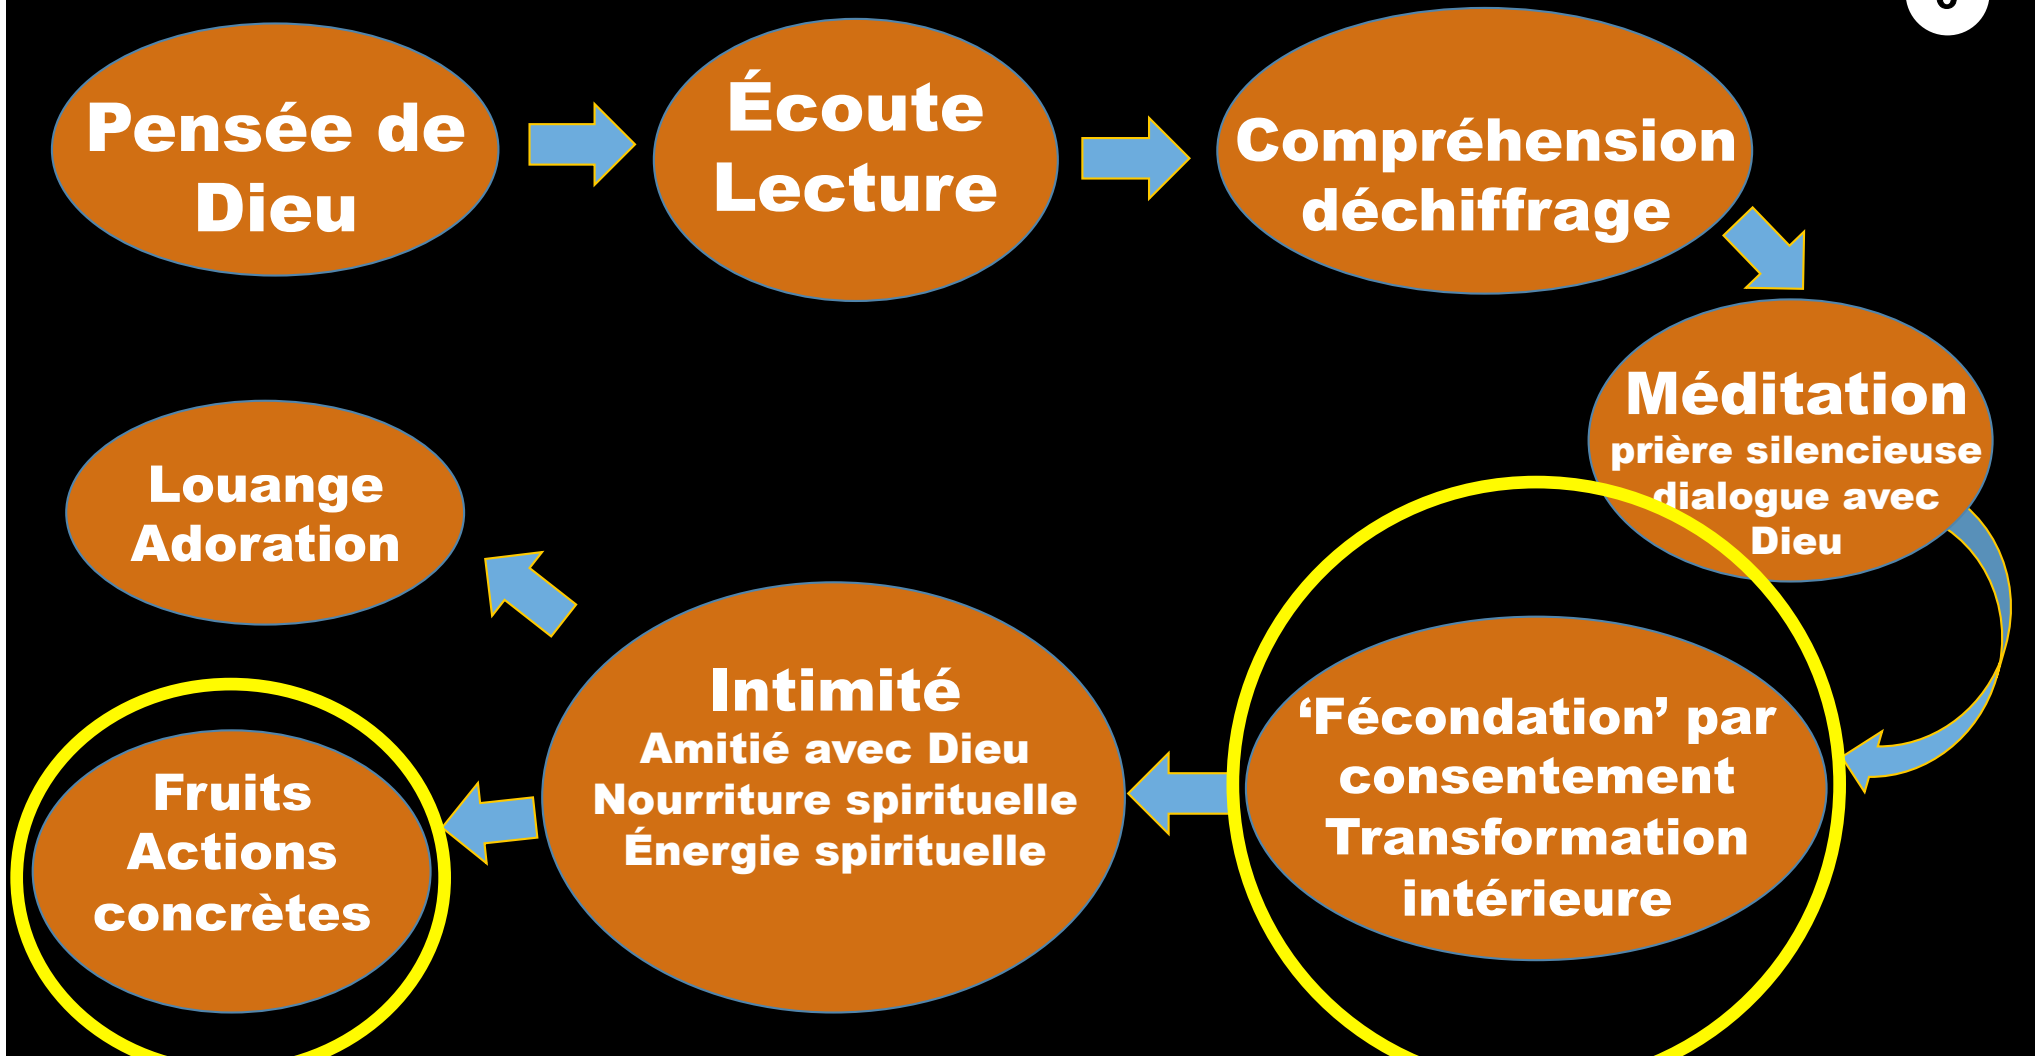 Pensée de
Dieu
Écoute
Lecture
Compréhension
déchiffrage
Méditation
prière silencieuse
dialogue avec
Dieu
‘Fécondation’ par
consentement
Transformation
intérieure
Intimité
Amitié avec Dieu
Nourriture spirituelle
Énergie spirituelle
Louange
Adoration
Fruits
Actions
concrètes